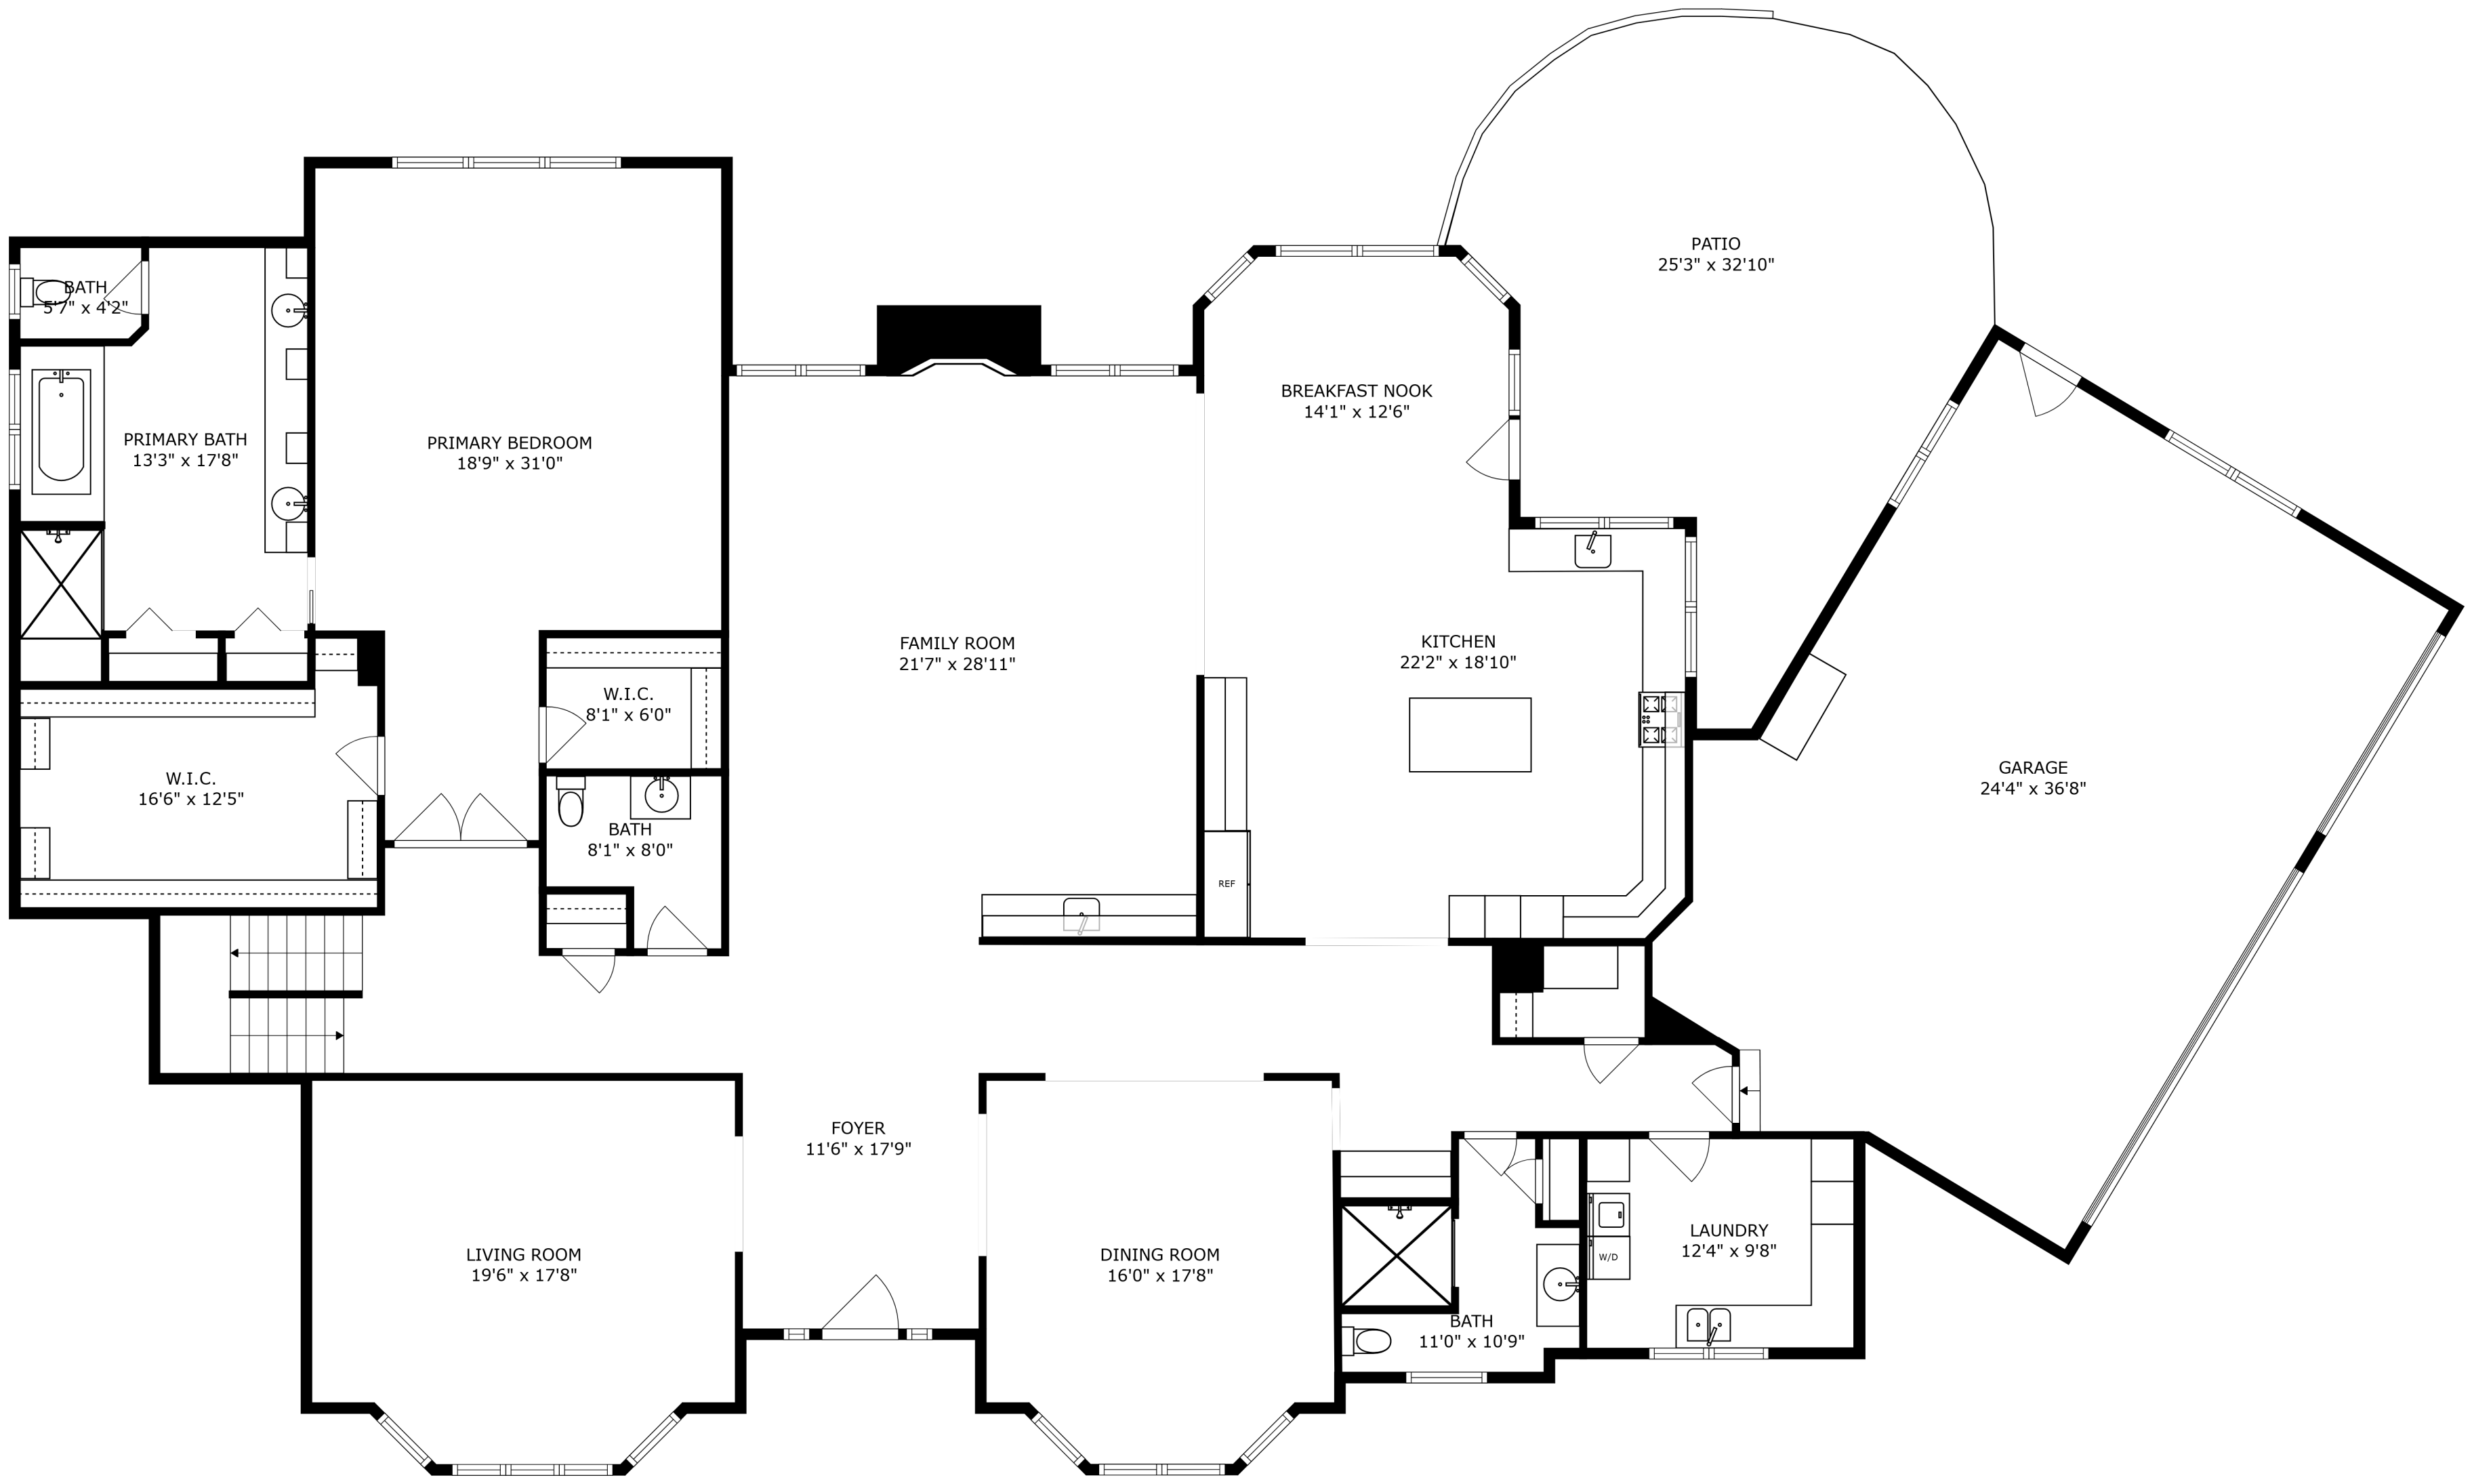 PATIO
25'3" x 32'10"
BATH
5'7" x 4'2"
BREAKFAST NOOK
14'1" x 12'6"
PRIMARY BATH
13'3" x 17'8"
PRIMARY BEDROOM
18'9" x 31'0"
FAMILY ROOM
21'7" x 28'11"
KITCHEN
22'2" x 18'10"
W.I.C.
8'1" x 6'0"
W.I.C.
16'6" x 12'5"
GARAGE
24'4" x 36'8"
BATH
8'1" x 8'0"
REF
FOYER
11'6" x 17'9"
LIVING ROOM
19'6" x 17'8"
DINING ROOM
16'0" x 17'8"
LAUNDRY
12'4" x 9'8"
W/D
BATH
11'0" x 10'9"